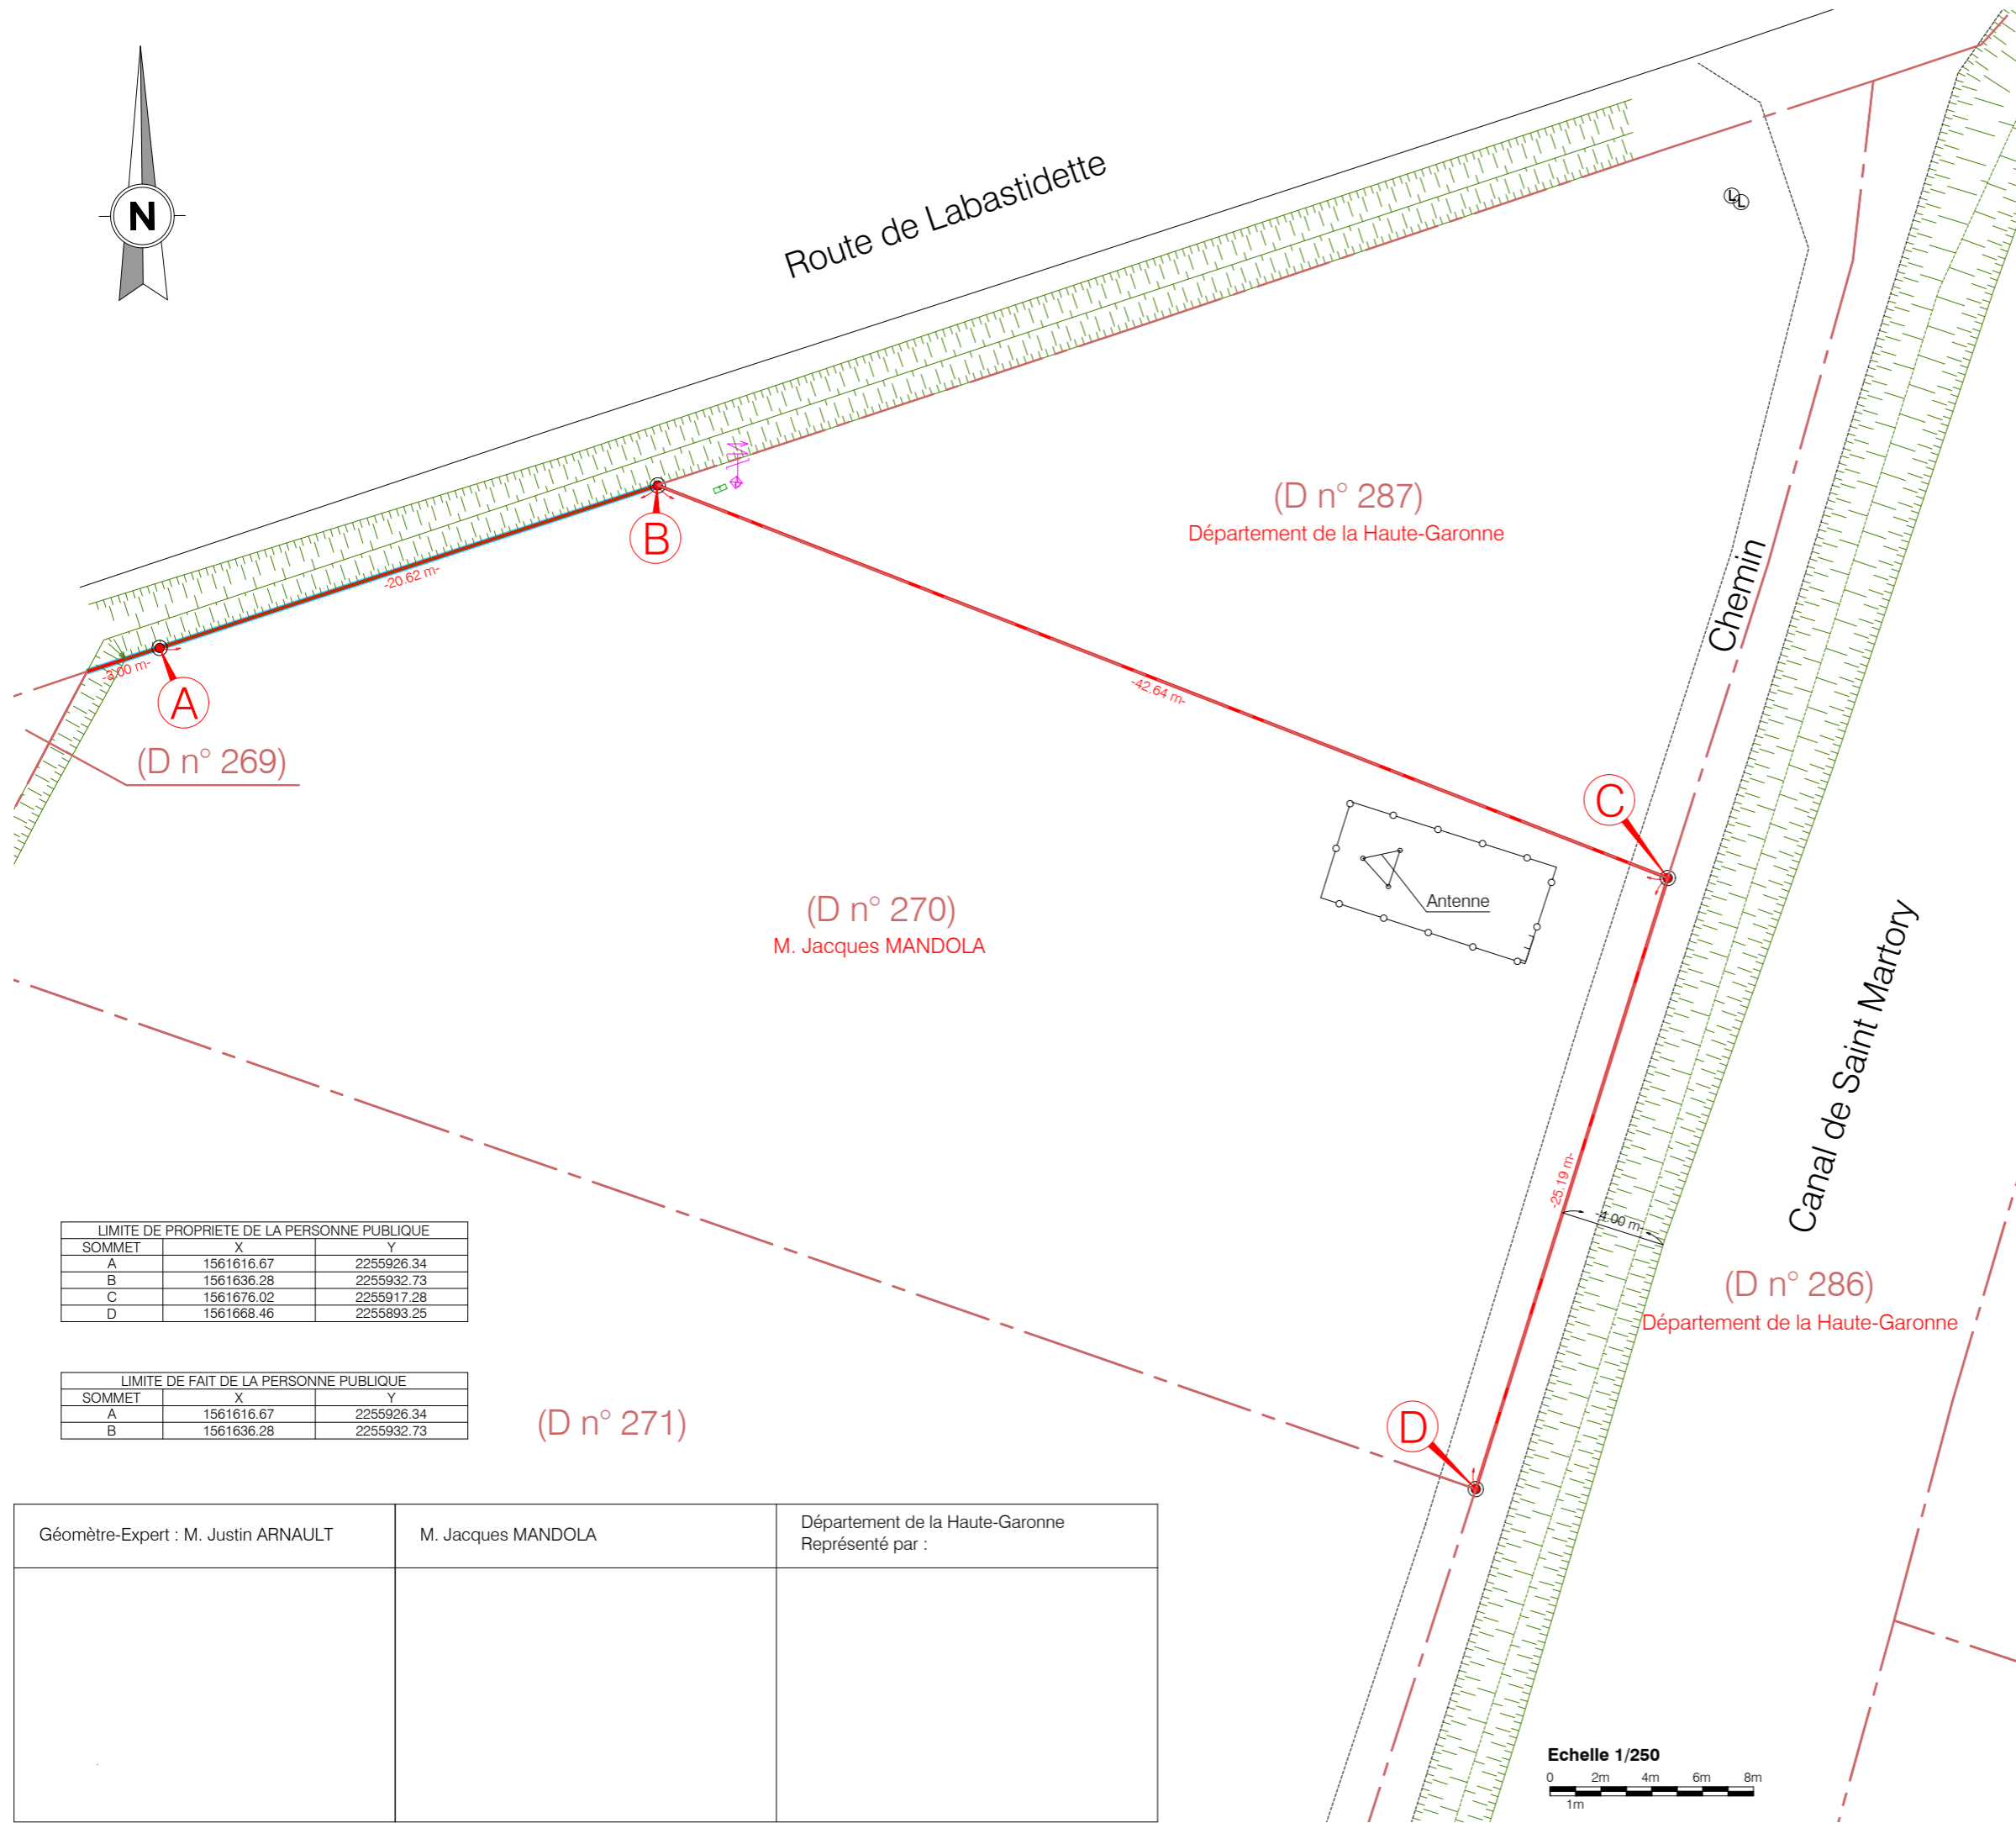 N
Route de Labastidette
B
-20.62 m-
-3.00 m-
A
(D n° 269)
(D n° 287)
Département de la Haute-Garonne
L
L
Chemin
-42.64 m-
C
Antenne
(D n° 270)
M. Jacques MANDOLA
Canal de Saint Martory
-25.19 m-
-4.00 m-
(D n° 286)
Département de la Haute-Garonne
D
(D n° 271)
LIMITE DE PROPRIETE DE LA PERSONNE PUBLIQUE
SOMMET X Y
A 1561616.67 2255926.34
B 1561636.28 2255932.73
C 1561676.02 2255917.28
D 1561668.46 2255893.25
LIMITE DE FAIT DE LA PERSONNE PUBLIQUE
SOMMET X Y
A 1561616.67 2255926.34
B 1561636.28 2255932.73
Géomètre-Expert : M. Justin ARNAULT
M. Jacques MANDOLA
Département de la Haute-Garonne
Représenté par :
Echelle 1/250
0 2m 4m 6m 8m
1m